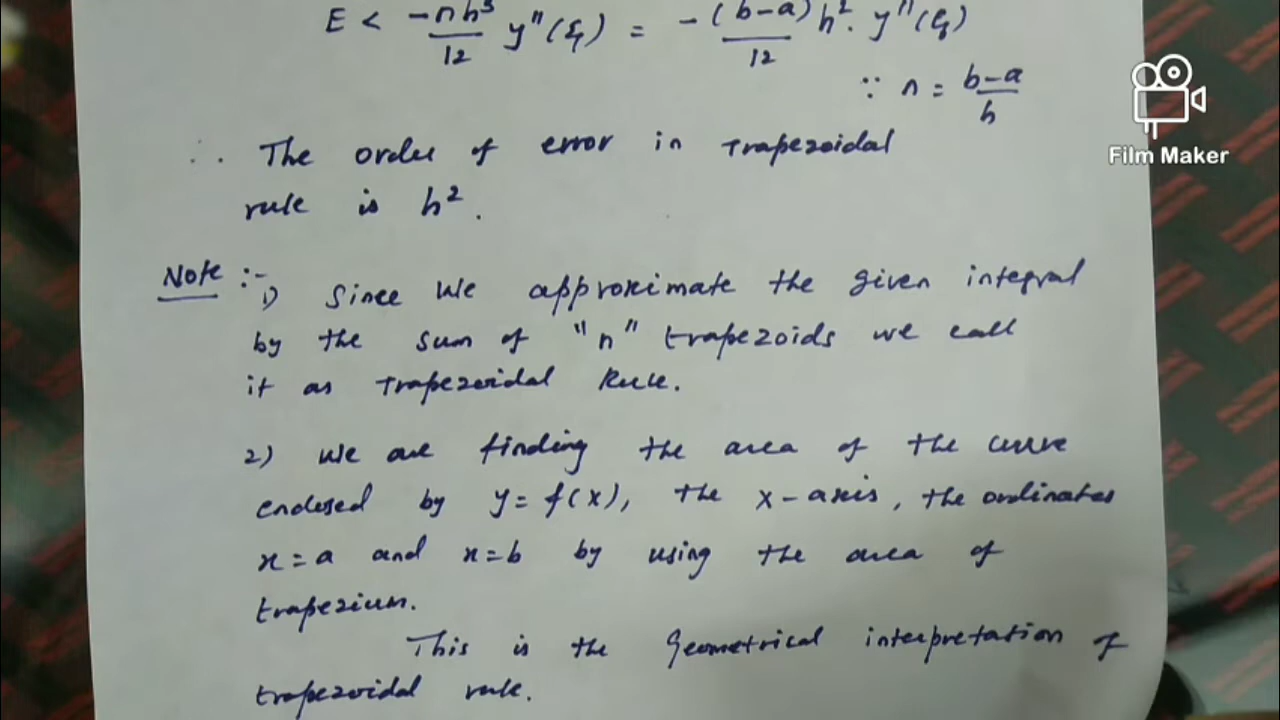 E < -nh³/12 y"(ξ) = -(b-a)/12 h². y"(ξ)
∵ n = b-a/h
∴ The order of error in Trapezoidal
rule is h².
Film Maker
Note :-
1) Since we approximate the given integral
by the sum of "n" trapezoids we call
it as Trapezoidal Rule.
2) we are finding the area of the curve
enclosed by y = f(x), the x-axis, the ordinates
x = a and x = b by using the area of
trapezium.
This is the Geometrical interpretation of
trapezoidal rule.